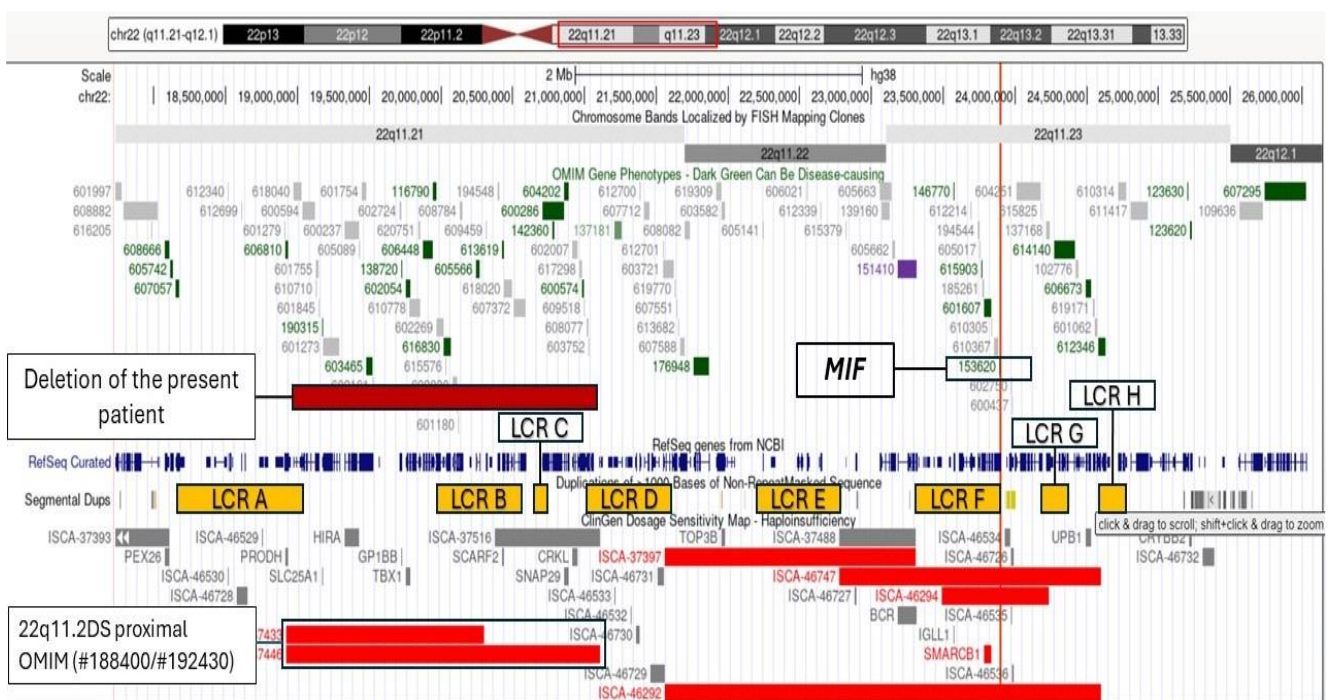 chr22 (q11.21-q12.1) 22p13 22p12 22p11.2 22q11.21 q11.23 22q12.1 22q12.2 22q12.3 22q13.1 22q13.2 22q13.31 13.33
Scale 2 Mb hg38
chr22: 18,500,000 19,000,000 19,500,000 20,000,000 20,500,000 21,000,000 21,500,000 22,000,000 22,500,000 23,000,000 23,500,000 24,000,000 24,500,000 25,000,000 25,500,000 26,000,000
Chromosome Bands Localized by FISH Mapping Clones
22q11.21 22q11.23
22q11.22 22q12.1
OMIM Gene Phenotypes - Dark Green Can Be Disease-causing
601997 612340 618040 601754 116790 194548 604202 612700 619309 606021 605663 146770 604251 610314 123630 607295
608882 612699 600594 602724 608784 600286 607712 603582 612339 139160 612214 615825 611417 109636
616205 601279 600237 620751 609459 142360 137181 608082 605141 615379 194544 137168 123620
608666 606810 605089 606448 613619 602007 612701 605662 605017 614140
605742 601755 138720 605566 617298 603721 151410 615903 102776
607057 610710 602054 618020 600574 619770 185261 606673
601845 610778 607372 609518 607551 601607 619171
190315 602269 608077 613682 610305 601062
601273 616830 603752 607588 610367 612346
603465 615576 176948 MIF 153620
Deletion of the present
patient
602750
600437
601180
LCR C LCR G LCR H
RefSeq genes from NCBI
RefSeq Curated
Duplications of >1000 Bases of Non-RepeatMasked Sequence
Segmental Dups LCR A LCR B LCR D LCR E LCR F
ClinGen Dosage Sensitivity Map - Haploinsufficiency
click & drag to scroll; shift+click & drag to zoom
ISCA-37393 ISCA-46529 HIRA ISCA-37516 TOP3B ISCA-37488 ISCA-46534 UPB1 CRYBB2
PEX26 PRODH GP1BB SCARF2 CRKL ISCA-37397 ISCA-46726 ISCA-46732
ISCA-46530 SLC25A1 TBX1 SNAP29 ISCA-46731 ISCA-46747
ISCA-46728 ISCA-46533 ISCA-46727 ISCA-46294
ISCA-46532 BCR ISCA-46535
22q11.2DS proximal
OMIM (#188400/#192430)
7433 ISCA-46730 IGLL1
7446 SMARCB1
ISCA-46729 ISCA-46536
ISCA-46292